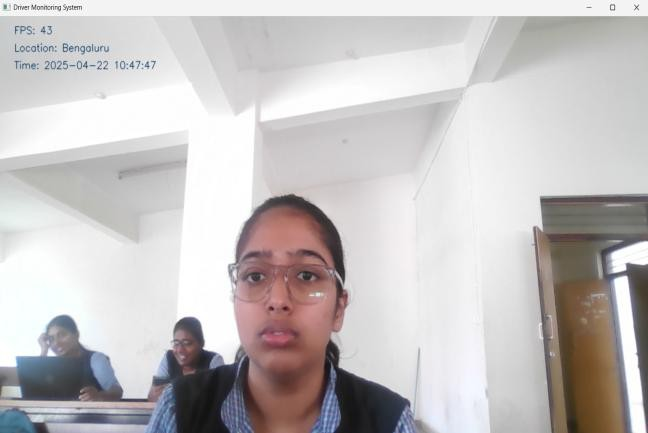 Driver Monitoring System
FPS: 43
Location: Bengaluru
Time: 2025-04-22 10:47:47